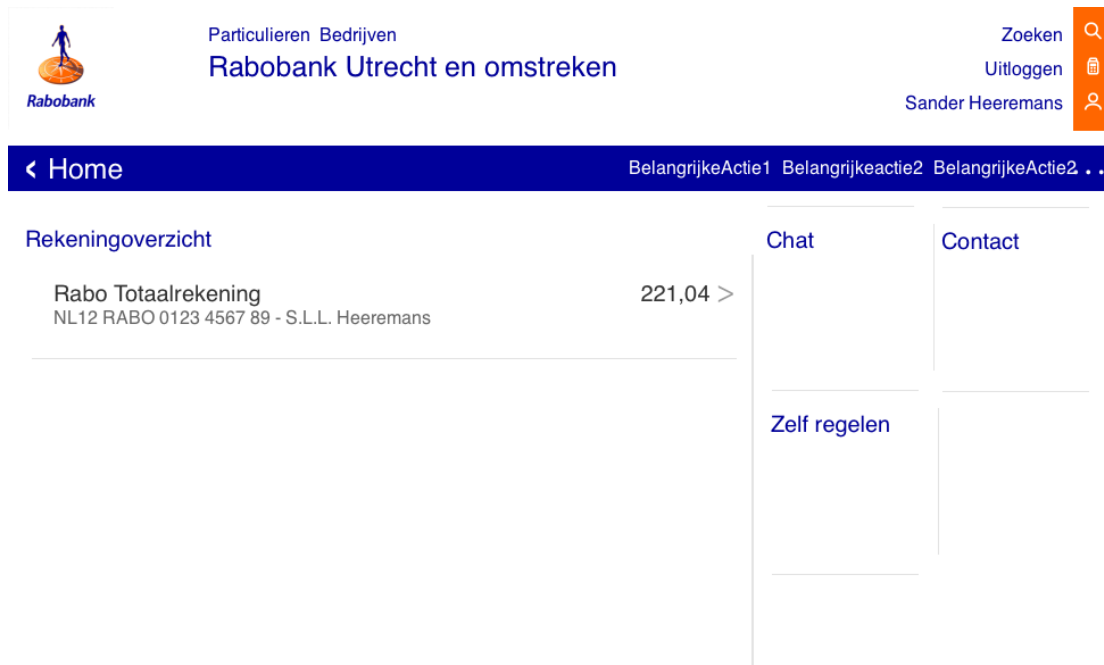 Rabobank
Particulieren Bedrijven
Rabobank Utrecht en omstreken
Zoeken
Uitloggen
Sander Heeremans
‹ Home
BelangrijkeActie1 Belangrijkeactie2 BelangrijkeActie2...
Rekeningoverzicht
Rabo Totaalrekening 221,04 >
NL12 RABO 0123 4567 89 - S.L.L. Heeremans
Chat
Contact
Zelf regelen